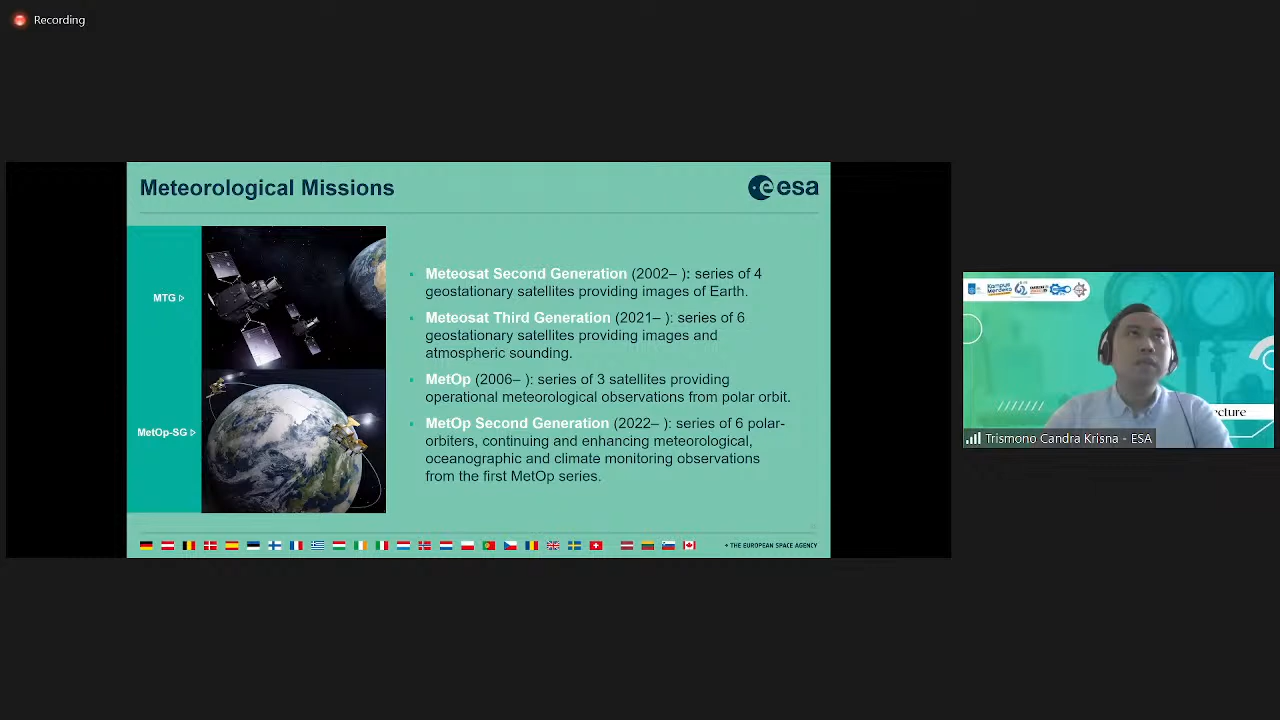 Recording
Meteorological Missions
esa
MTG
MetOp-SG
Meteosat Second Generation (2002– ): series of 4
geostationary satellites providing images of Earth.
Meteosat Third Generation (2021– ): series of 6
geostationary satellites providing images and
atmospheric sounding.
MetOp (2006– ): series of 3 satellites providing
operational meteorological observations from polar orbit.
MetOp Second Generation (2022– ): series of 6 polar-
orbiters, continuing and enhancing meteorological,
oceanographic and climate monitoring observations
from the first MetOp series.
THE EUROPEAN SPACE AGENCY
Kampus
Merdeka
ecture
Trismono Candra Krisna - ESA